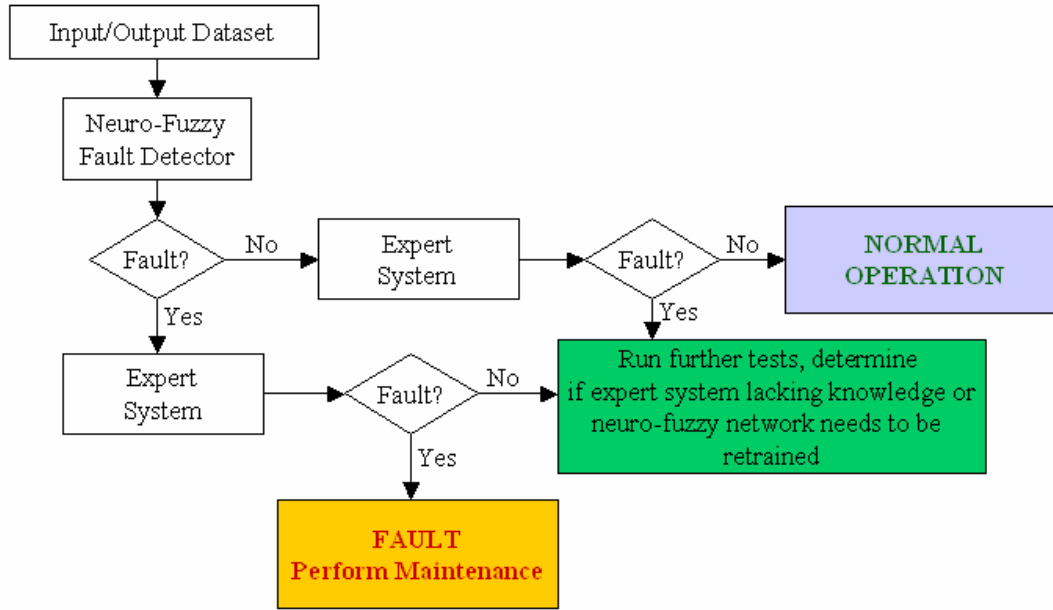 Input/Output Dataset
Neuro-Fuzzy
Fault Detector
Fault?
No
Expert
System
Fault?
No
NORMAL
OPERATION
Yes
Yes
Expert
System
Fault?
No
Run further tests, determine
if expert system lacking knowledge or
neuro-fuzzy network needs to be
retrained
Yes
FAULT
Perform Maintenance